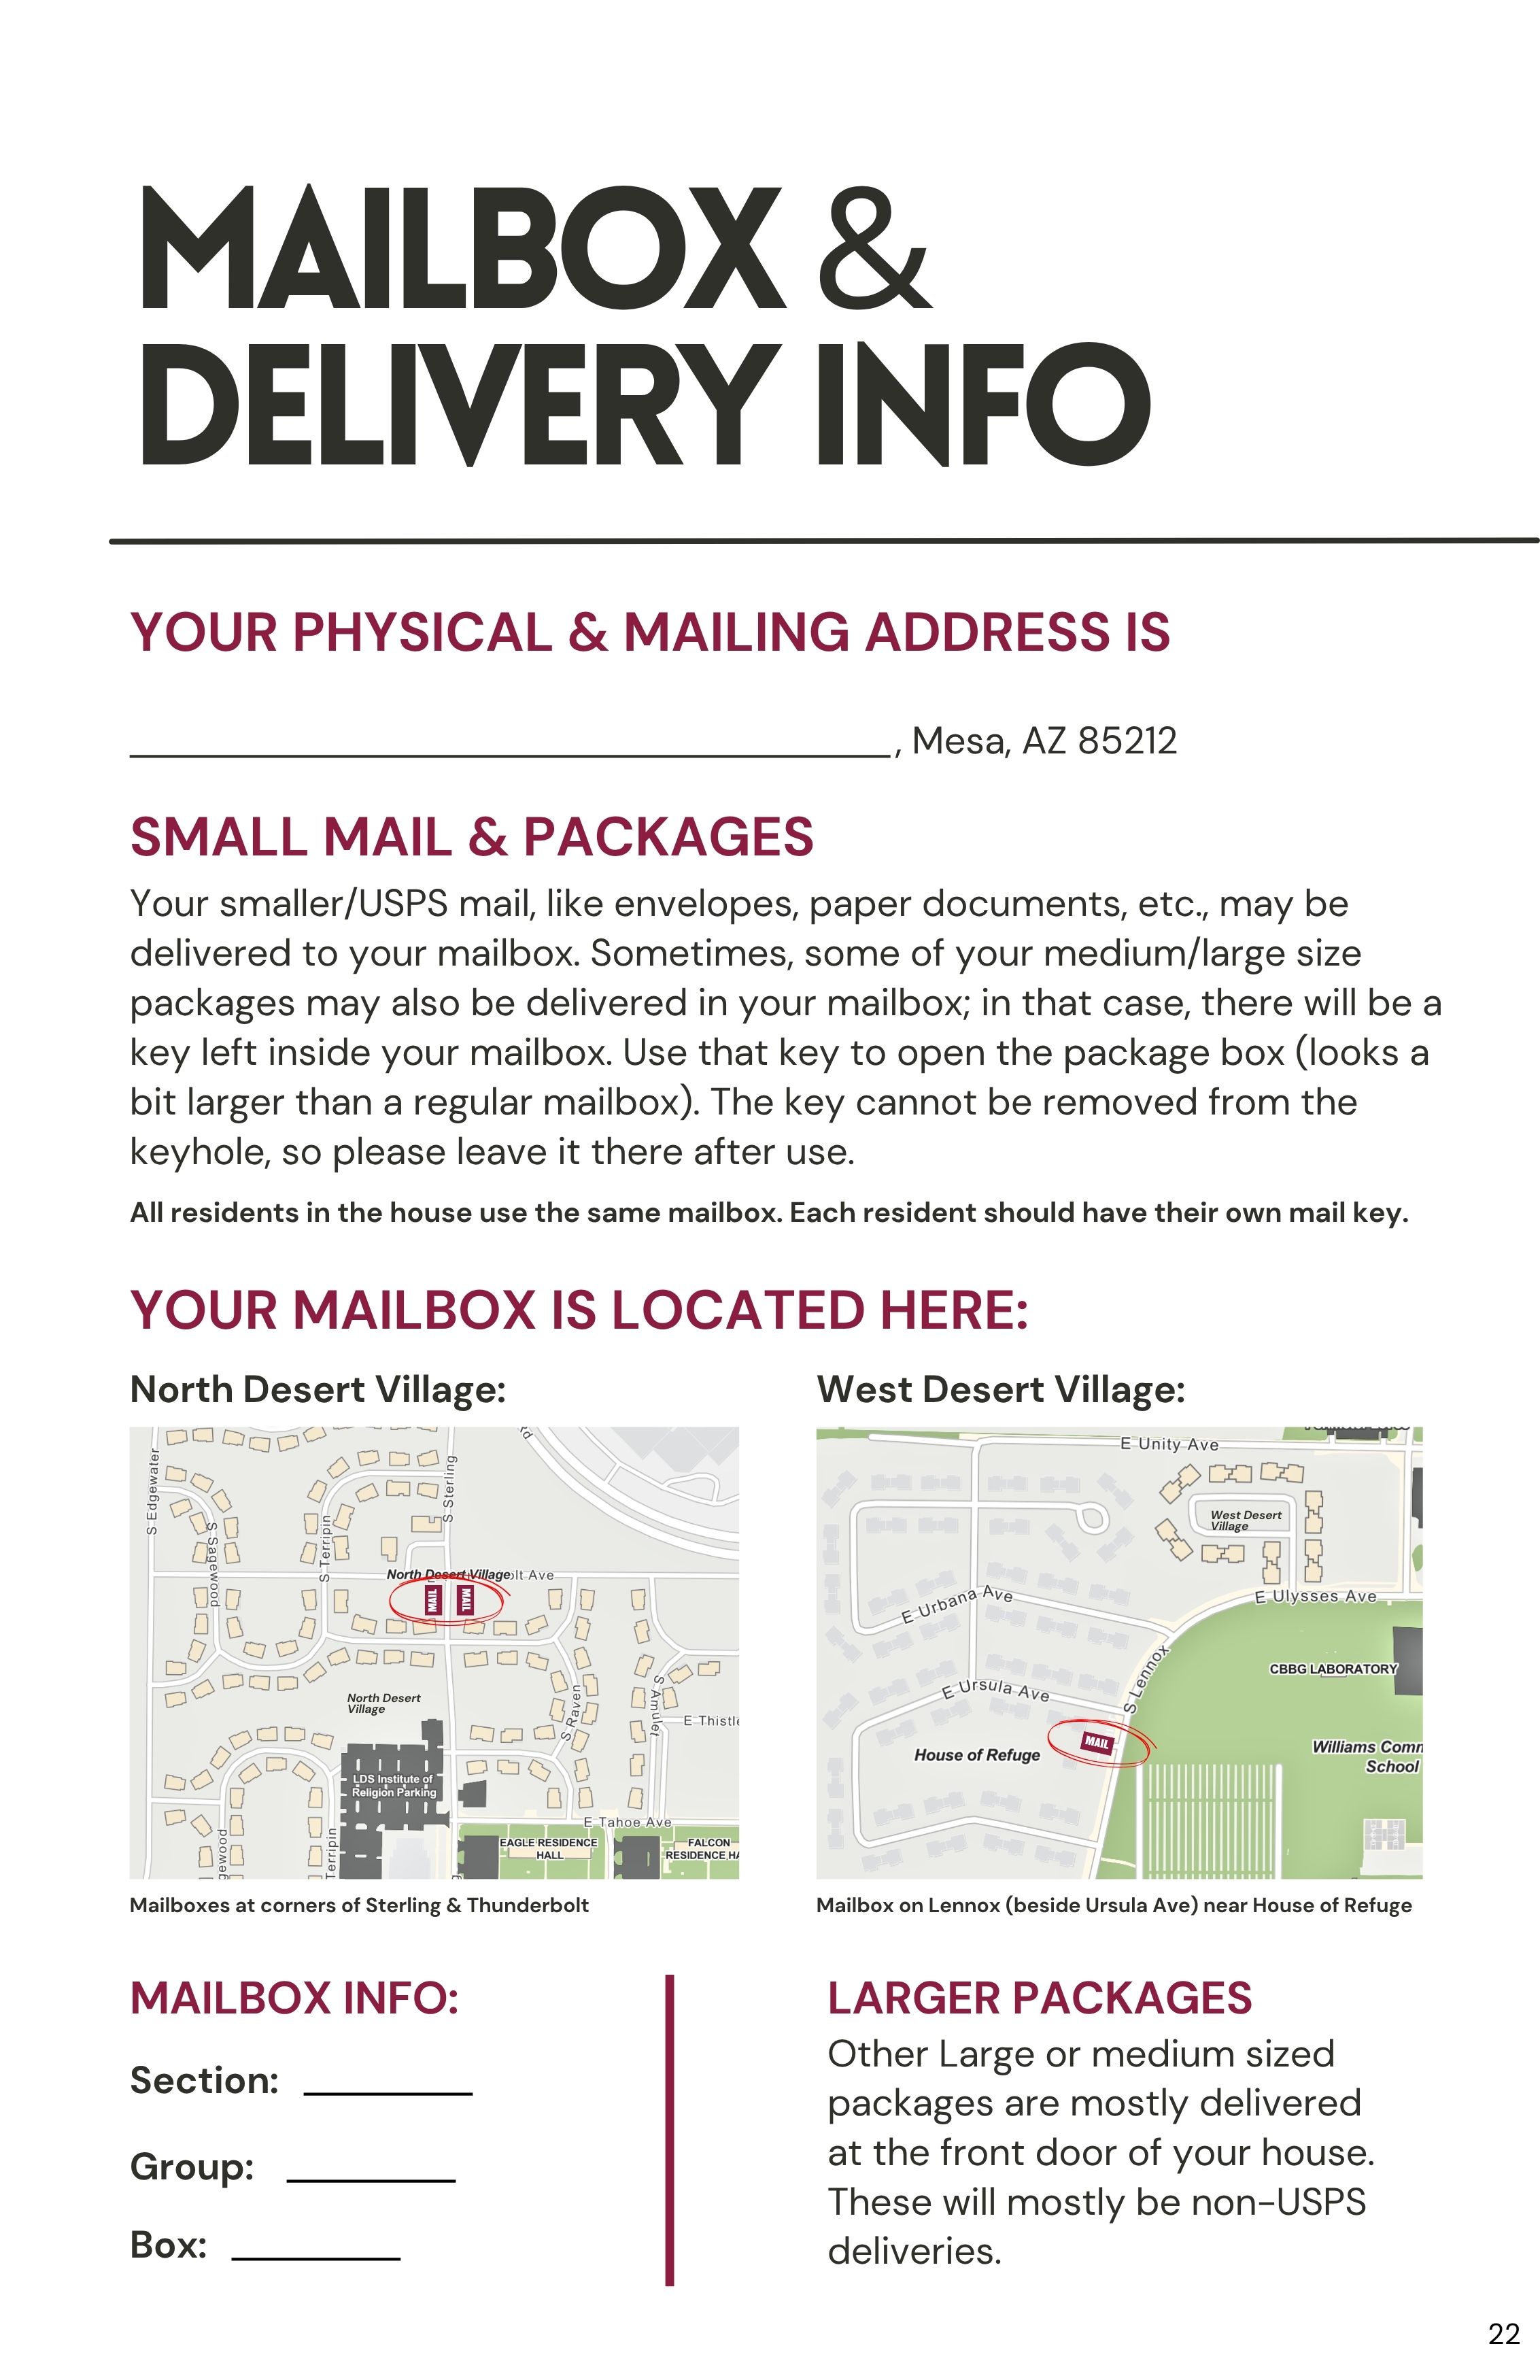 MAILBOX &
DELIVERY INFO
YOUR PHYSICAL & MAILING ADDRESS IS
, Mesa, AZ 85212
SMALL MAIL & PACKAGES
Your smaller/USPS mail, like envelopes, paper documents, etc., may be
delivered to your mailbox. Sometimes, some of your medium/large size
packages may also be delivered in your mailbox; in that case, there will be a
key left inside your mailbox. Use that key to open the package box (looks a
bit larger than a regular mailbox). The key cannot be removed from the
keyhole, so please leave it there after use.
All residents in the house use the same mailbox. Each resident should have their own mail key.
YOUR MAILBOX IS LOCATED HERE:
North Desert Village:
S Edgewater
S Sagewood
S Terripin
S Sterling
Rd
North Desert Village
olt Ave
MAIL
MAIL
North Desert
Village
S Raven
S Amulet
E Thistle
LDS Institute of
Religion Parking
E Tahoe Ave
EAGLE RESIDENCE
HALL
FALCON
RESIDENCE HA
gewood
Terripin
Mailboxes at corners of Sterling & Thunderbolt
West Desert Village:
E Unity Ave
West Desert
Village
E Ulysses Ave
E Urbana Ave
S Lennox
CBBG LABORATORY
E Ursula Ave
MAIL
House of Refuge
Williams Comm
School
Mailbox on Lennox (beside Ursula Ave) near House of Refuge
MAILBOX INFO:
Section:
Group:
Box:
LARGER PACKAGES
Other Large or medium sized
packages are mostly delivered
at the front door of your house.
These will mostly be non-USPS
deliveries.
22